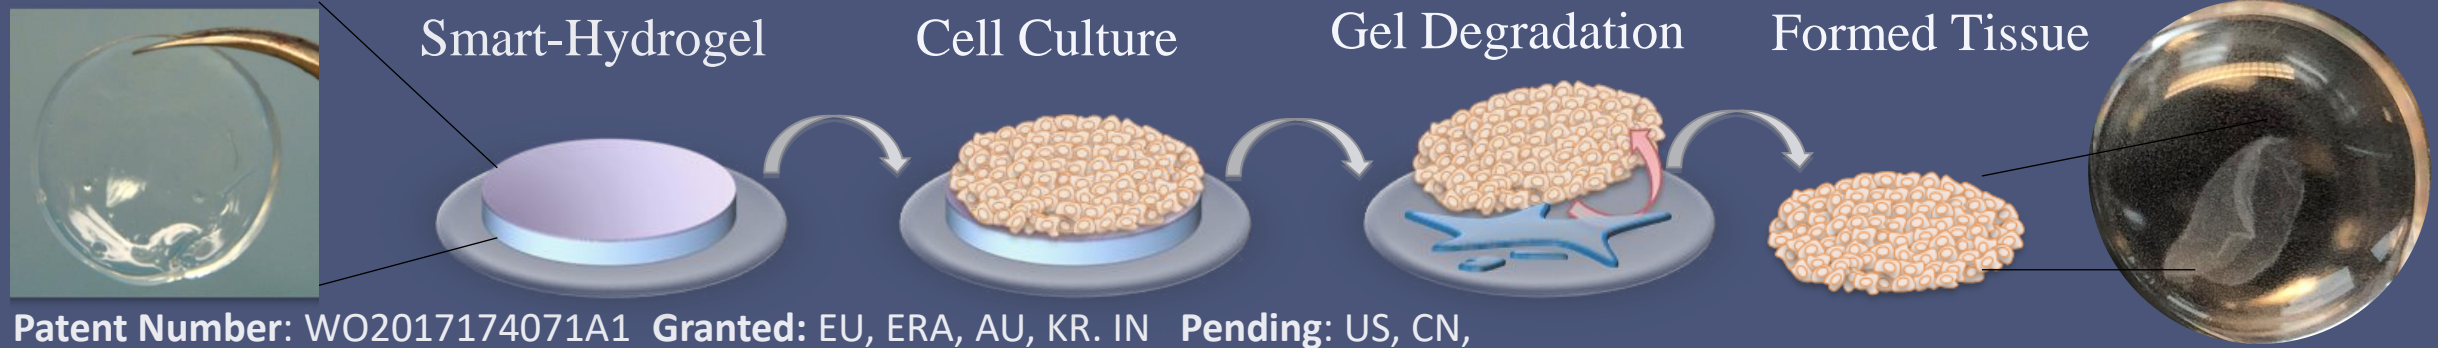 Smart-Hydrogel
Cell Culture
Gel Degradation
Formed Tissue
Patent Number: WO2017174071A1 Granted: EU, ERA, AU, KR. IN Pending: US, CN,